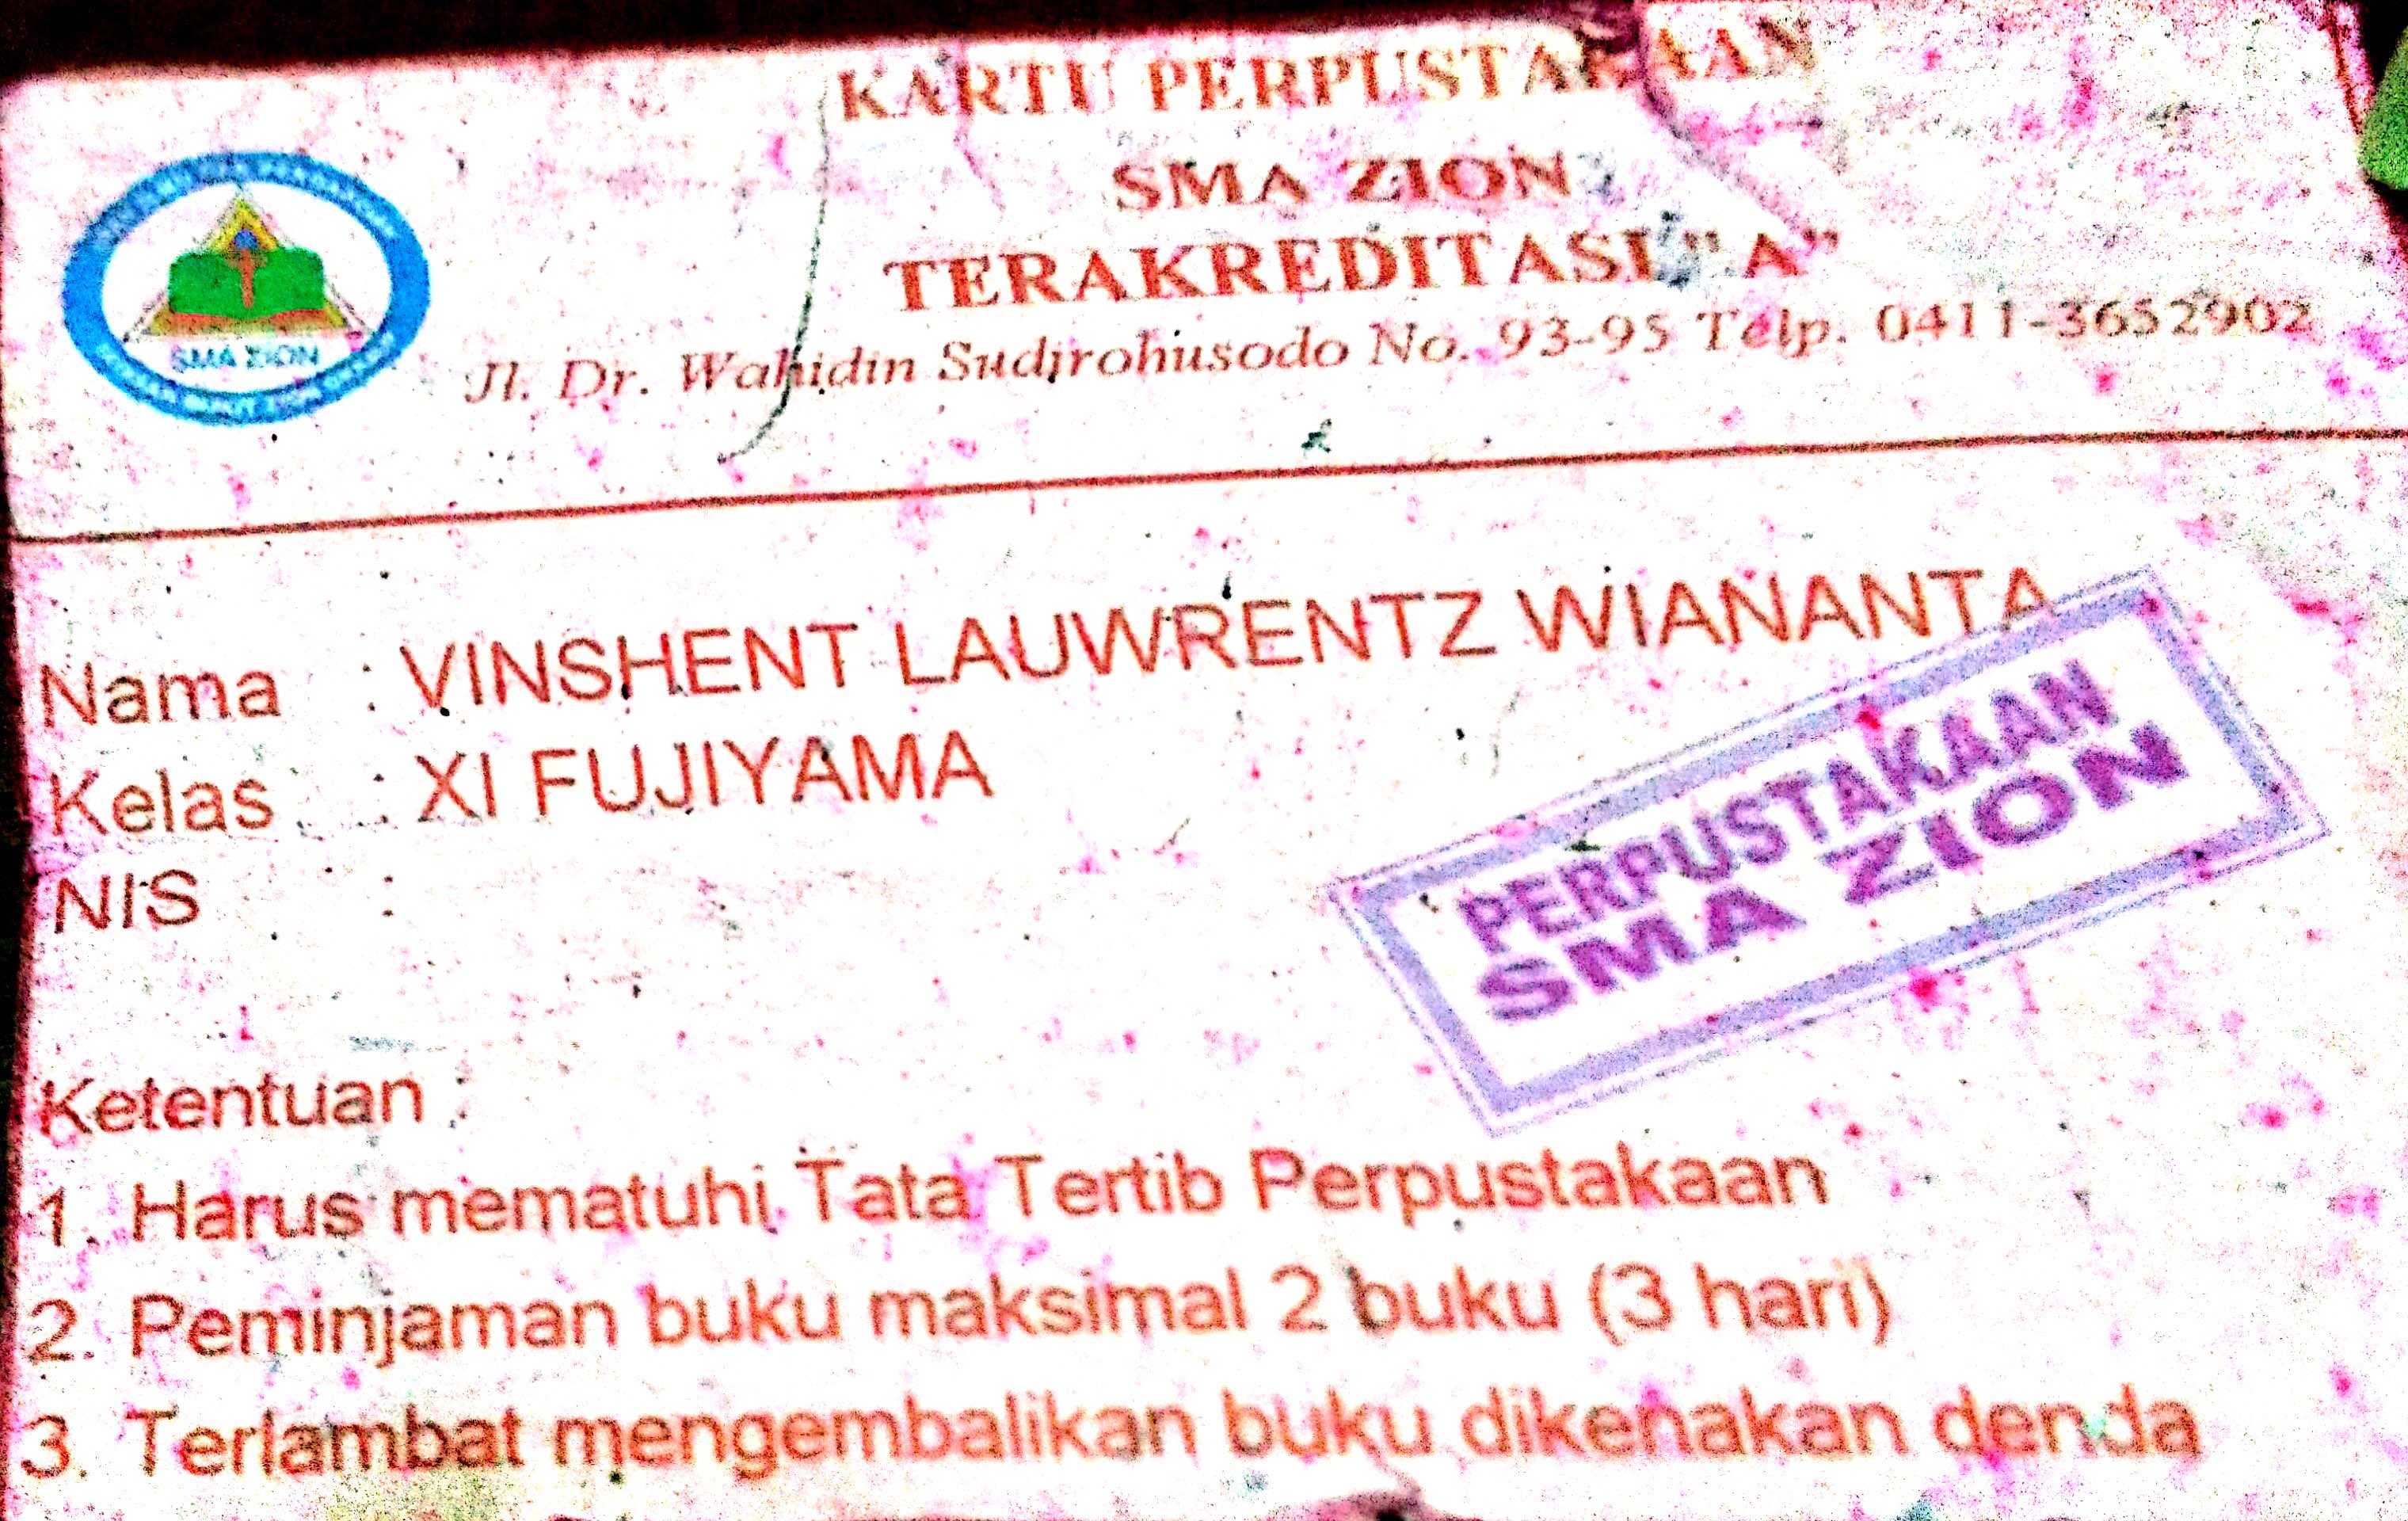 KARTU PERPUSTAKAAN
SMA ZION
TERAKREDITASI "A"
Jl. Dr. Wahidin Sudirohusodo No. 93-95 Telp. 0411-3652902
SMA ZION
Nama : VINSHENT LAUWRENTZ WIANANTA
Kelas : XI FUJIYAMA
NIS :
PERPUSTAKAAN
SMA ZION
Ketentuan :
1. Harus mematuhi Tata Tertib Perpustakaan
2. Peminjaman buku maksimal 2 buku (3 hari)
3. Terlambat mengembalikan buku dikenakan denda